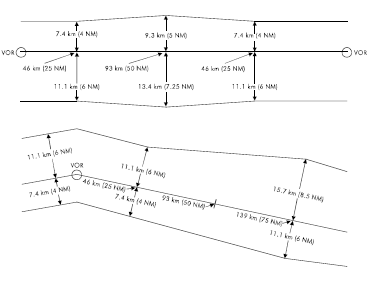 7.4 km (4 NM)
9.3 km (5 NM)
7.4 km (4 NM)
VOR
VOR
46 km (25 NM)
93 km (50 NM)
46 km (25 NM)
11.1 km (6 NM)
13.4 km (7.25 NM)
11.1 km (6 NM)
11.1 km (6 NM)
VOR
11.1 km (6 NM)
7.4 km (4 NM)
46 km (25 NM)
7.4 km (4 NM)
93 km (50 NM)
15.7 km (8.5 NM)
139 km (75 NM)
11.1 km (6 NM)